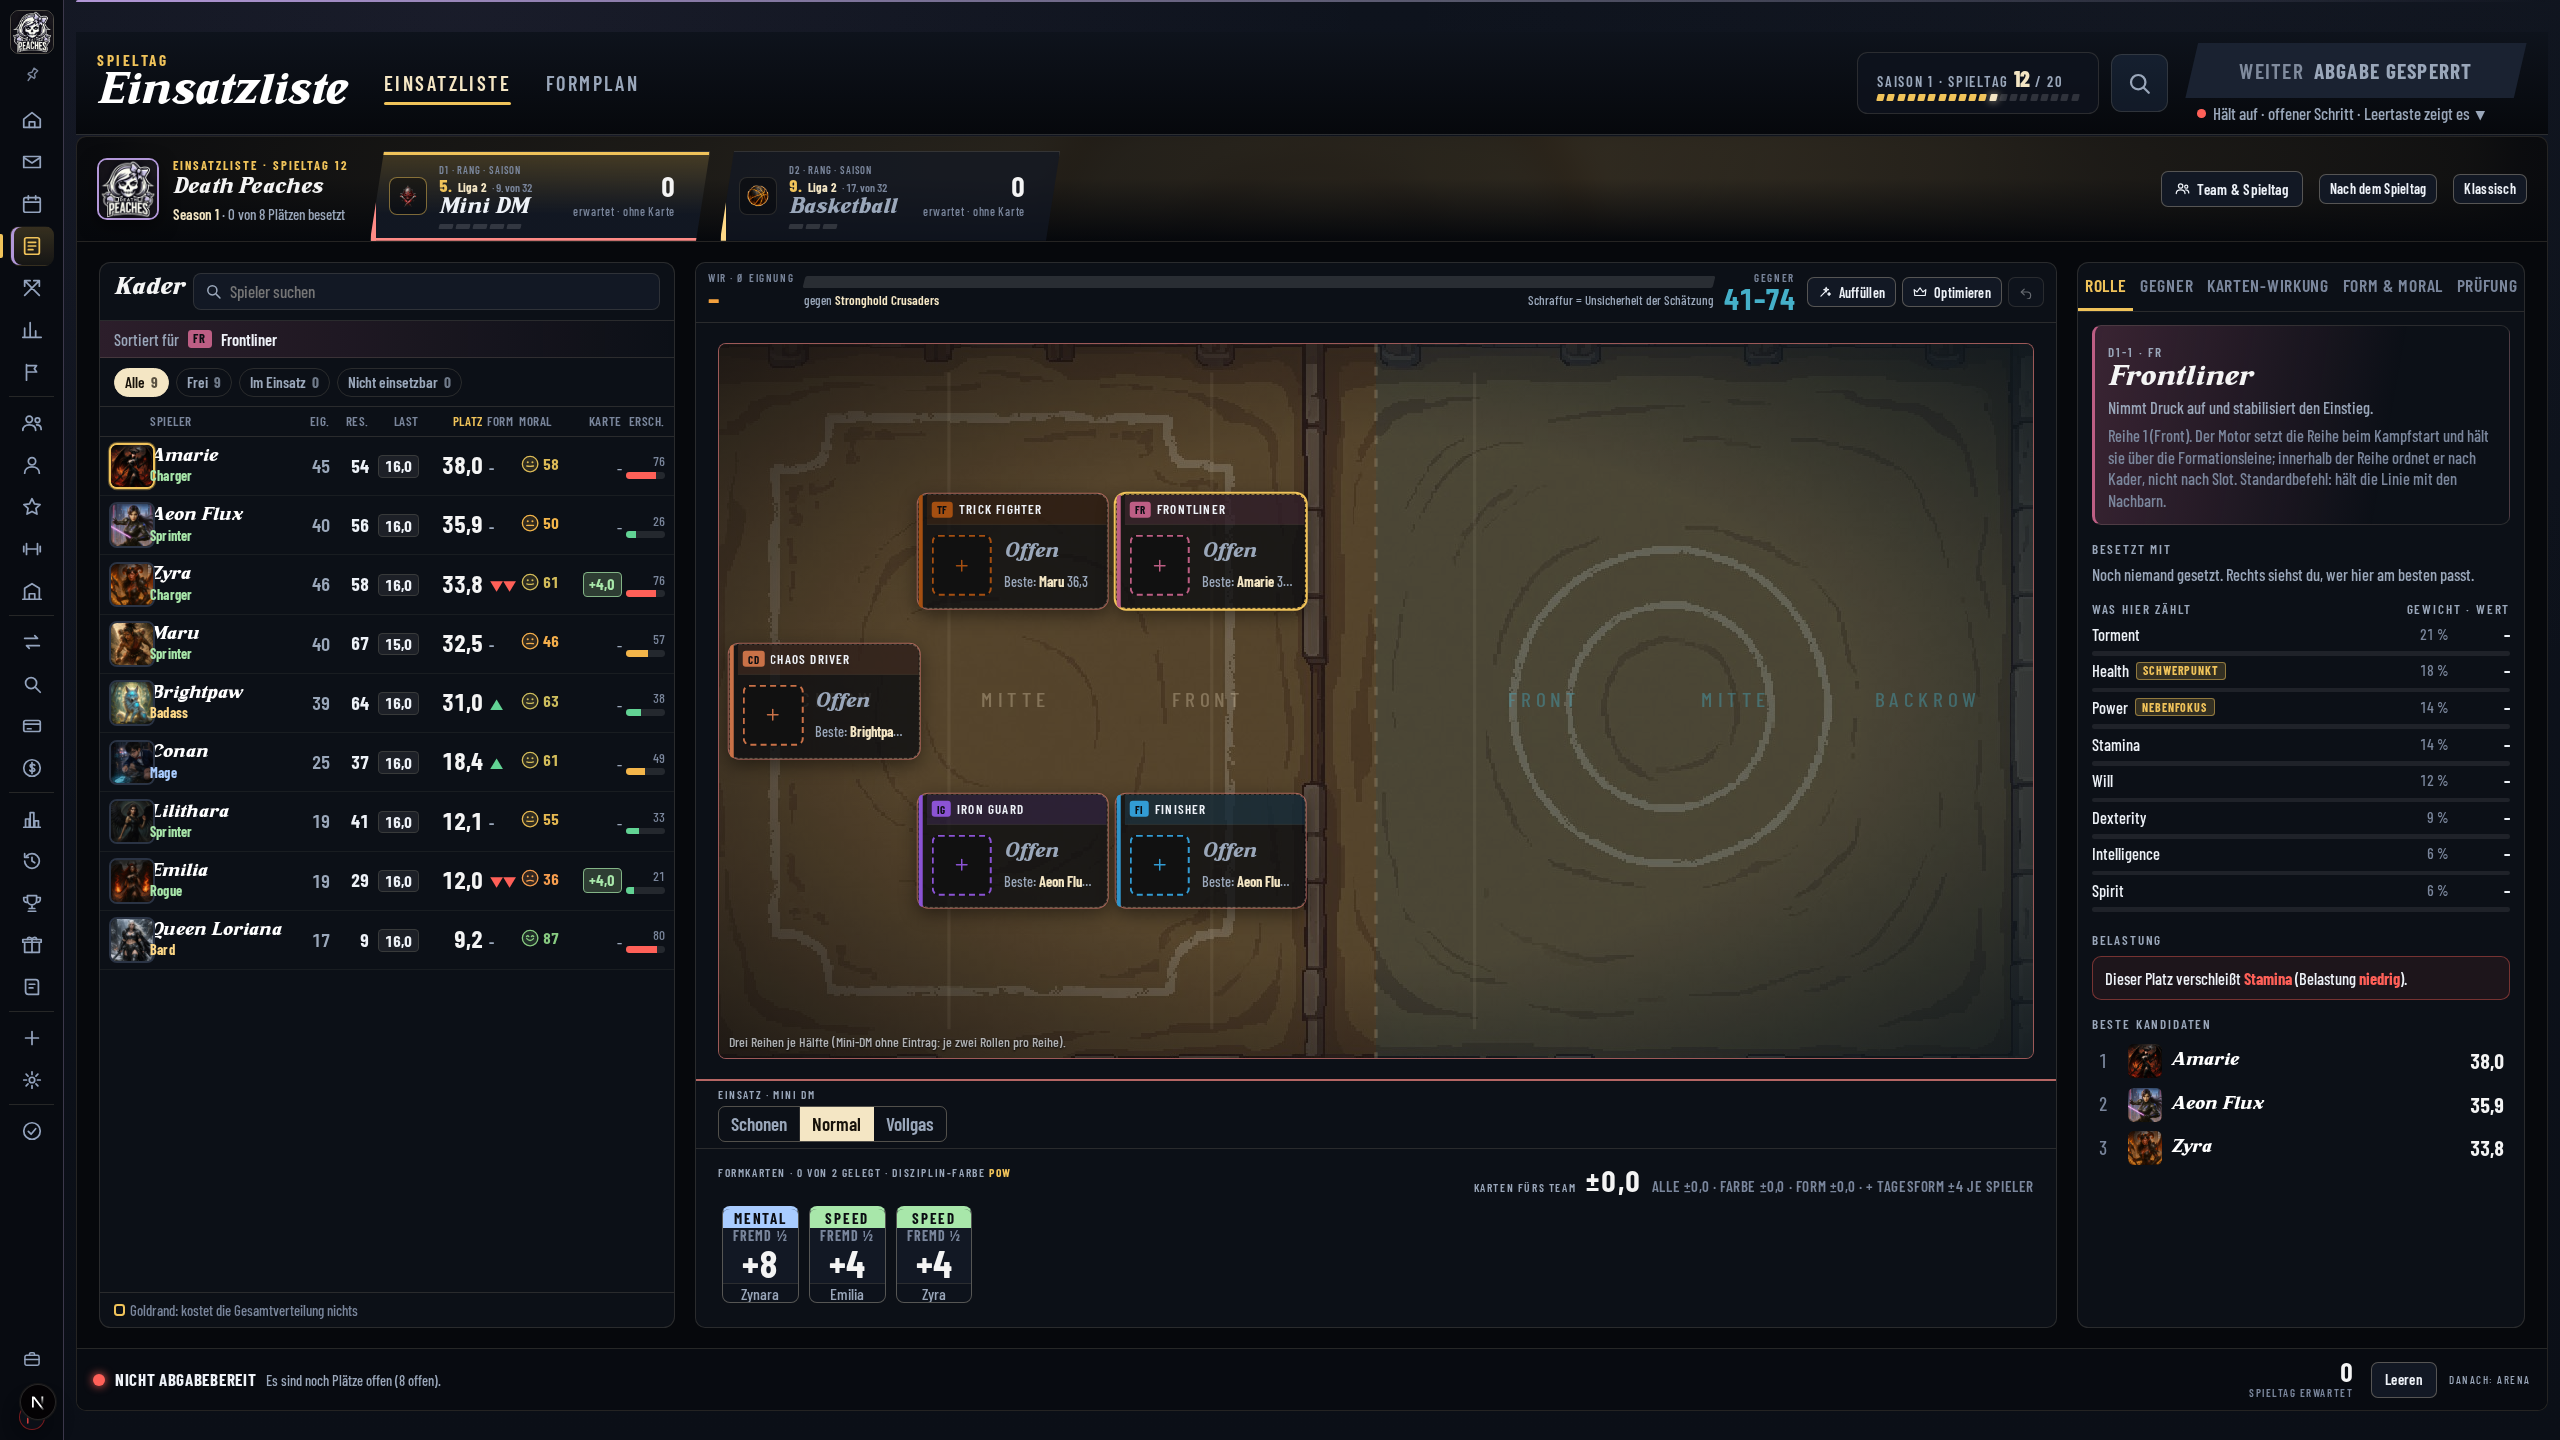 SPIELTAG
Einsatzliste
EINSATZLISTE
FORMPLAN
SAISON 1 · SPIELTAG 12 / 20
WEITER ABGABE GESPERRT
Hält auf · offener Schritt · Leertaste zeigt es ▼
EINSATZLISTE · SPIELTAG 12
Death Peaches
Season 1 · 0 von 8 Plätzen besetzt
D1 · RANG · SAISON
5. Liga 2 · 9. von 32
Mini DM
0
erwartet · ohne Karte
D2 · RANG · SAISON
9. Liga 2 · 17. von 32
Basketball
0
erwartet · ohne Karte
Team & Spieltag
Nach dem Spieltag
Klassisch
Kader
Spieler suchen
Sortiert für FR Frontliner
Alle 9
Frei 9
Im Einsatz 0
Nicht einsetzbar 0
SPIELER EIG. RES. LAST PLATZ FORM MORAL KARTE ERSCH.
Amarie
Charger
45 54 16,0 38,0 - 58 - 76
Aeon Flux
Sprinter
40 56 16,0 35,9 - 50 - 26
Zyra
Charger
46 58 16,0 33,8 ▼▼ 61 +4,0 76
Maru
Sprinter
40 67 15,0 32,5 - 46 - 57
Brightpaw
Badass
39 64 16,0 31,0 ▲ 63 - 38
Conan
Mage
25 37 16,0 18,4 ▲ 61 - 49
Lilithara
Sprinter
19 41 16,0 12,1 - 55 - 33
Emilia
Rogue
19 29 16,0 12,0 ▼▼ 36 +4,0 21
Queen Loriana
Bard
17 9 16,0 9,2 - 87 - 80
Goldrand: kostet die Gesamtverteilung nichts
WIR · Ø EIGNUNG
–
gegen Stronghold Crusaders
Schraffur = Unsicherheit der Schätzung
GEGNER
41–74
Auffüllen
Optimieren
TF TRICK FIGHTER
+
Offen
Beste: Maru 36,3
FR FRONTLINER
+
Offen
Beste: Amarie 3…
CD CHAOS DRIVER
+
Offen
Beste: Brightpa…
MITTE
FRONT
FRONT
MITTE
BACKROW
IG IRON GUARD
+
Offen
Beste: Aeon Flu…
FI FINISHER
+
Offen
Beste: Aeon Flu…
Drei Reihen je Hälfte (Mini-DM ohne Eintrag: je zwei Rollen pro Reihe).
EINSATZ · MINI DM
Schonen
Normal
Vollgas
FORMKARTEN · 0 VON 2 GELEGT · DISZIPLIN-FARBE POW
KARTEN FÜRS TEAM ±0,0 ALLE ±0,0 · FARBE ±0,0 · FORM ±0,0 · + TAGESFORM ±4 JE SPIELER
MENTAL
FREMD ½
+8
Zynara
SPEED
FREMD ½
+4
Emilia
SPEED
FREMD ½
+4
Zyra
ROLLE
GEGNER
KARTEN-WIRKUNG
FORM & MORAL
PRÜFUNG
D1-1 · FR
Frontliner
Nimmt Druck auf und stabilisiert den Einstieg.
Reihe 1 (Front). Der Motor setzt die Reihe beim Kampfstart und hält
sie über die Formationsleine; innerhalb der Reihe ordnet er nach
Kader, nicht nach Slot. Standardbefehl: hält die Linie mit den
Nachbarn.
BESETZT MIT
Noch niemand gesetzt. Rechts siehst du, wer hier am besten passt.
WAS HIER ZÄHLT
GEWICHT · WERT
Torment 21 % –
Health SCHWERPUNKT 18 % –
Power NEBENFOKUS 14 % –
Stamina 14 % –
Will 12 % –
Dexterity 9 % –
Intelligence 6 % –
Spirit 6 % –
BELASTUNG
Dieser Platz verschleißt Stamina (Belastung niedrig).
BESTE KANDIDATEN
1 Amarie 38,0
2 Aeon Flux 35,9
3 Zyra 33,8
NICHT ABGABEBEREIT Es sind noch Plätze offen (8 offen).
0
SPIELTAG ERWARTET
Leeren
DANACH: ARENA
N